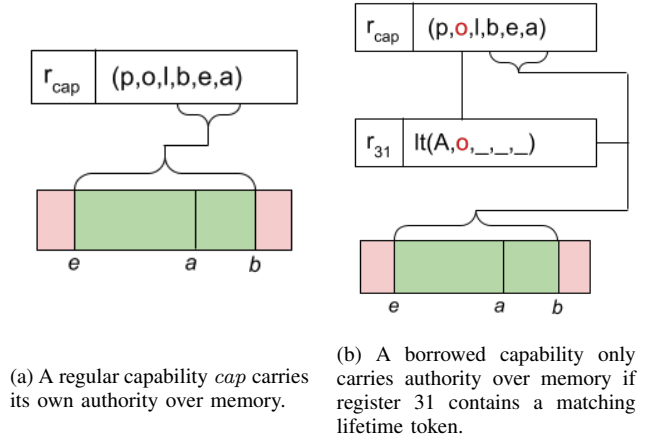 r_cap (p,o,l,b,e,a)
e a b
(a) A regular capability cap carries
its own authority over memory.
r_cap (p,o,l,b,e,a)
r_31 lt(A,o,_,_,_)
e a b
(b) A borrowed capability only
carries authority over memory if
register 31 contains a matching
lifetime token.